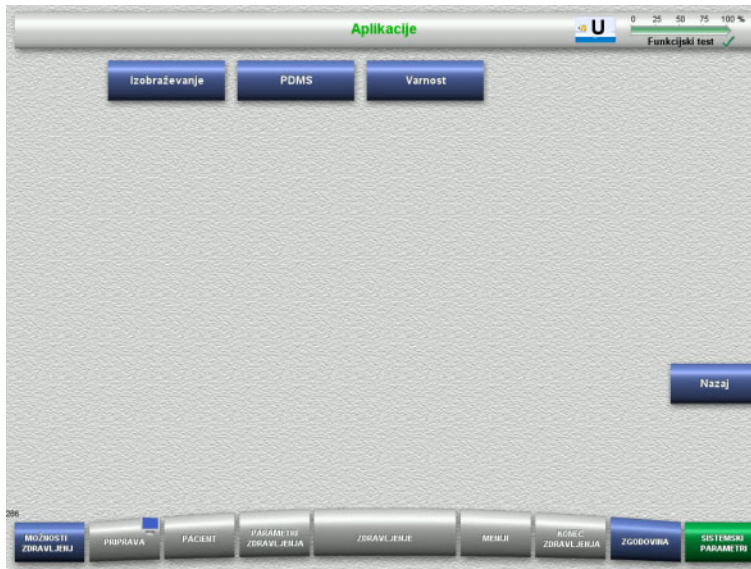 Aplikacije
U
0 25 50 75 100 %
Funkcijski test
Izobraževanje
PDMS
Varnost
Nazaj
286
MOŽNOSTI
ZDRAVLJENJ
PRIPRAVA
PACIENT
PARAMETRI
ZDRAVLJENJA
ZDRAVLJENJE
MENIJI
KONEC
ZDRAVLJENJA
ZGODOVINA
SISTEMSKI
PARAMETRI